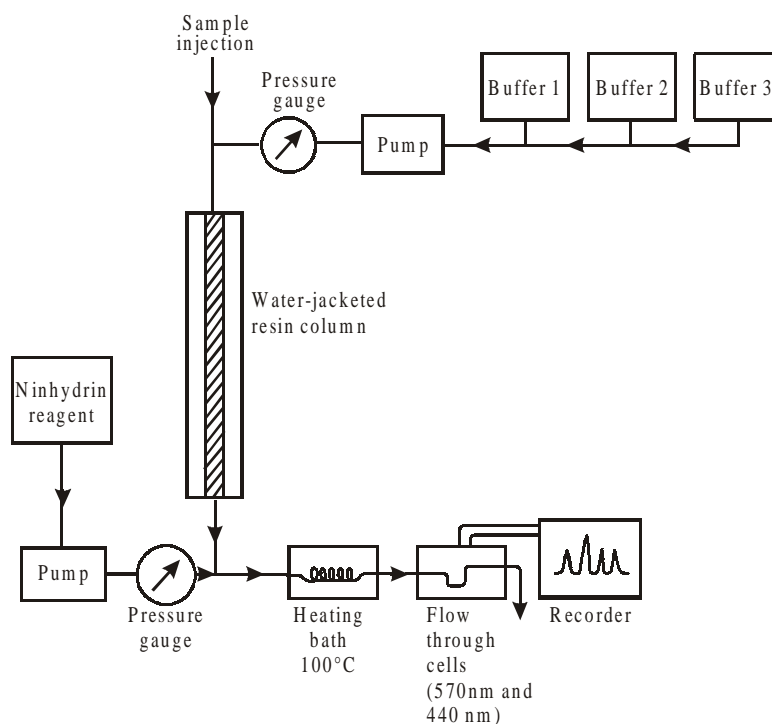 Sample
injection
Pressure
gauge
Buffer 1
Buffer 2
Buffer 3
Pump
Water-jacketed
resin column
Ninhydrin
reagent
Pump
Pressure
gauge
Heating
bath
100°C
Flow
through
cells
(570nm and
440 nm)
Recorder